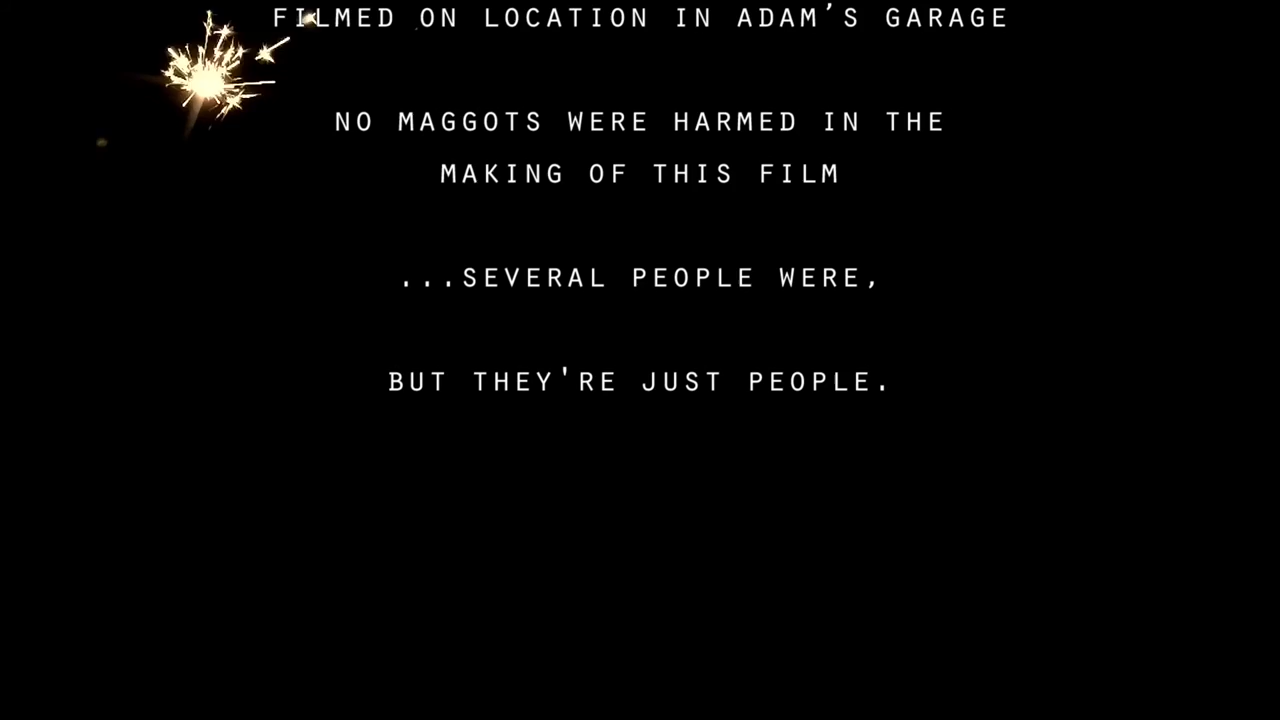 FILMED ON LOCATION IN ADAM’S GARAGE
NO MAGGOTS WERE HARMED IN THE
MAKING OF THIS FILM
...SEVERAL PEOPLE WERE,
BUT THEY'RE JUST PEOPLE.